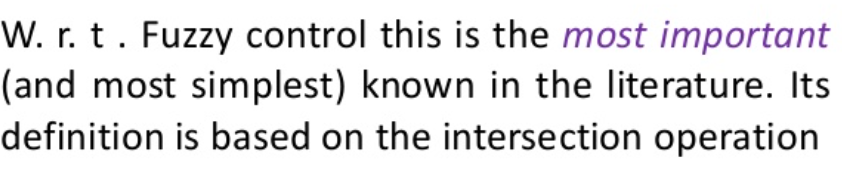 W. r. t . Fuzzy control this is the most important
(and most simplest) known in the literature. Its
definition is based on the intersection operation